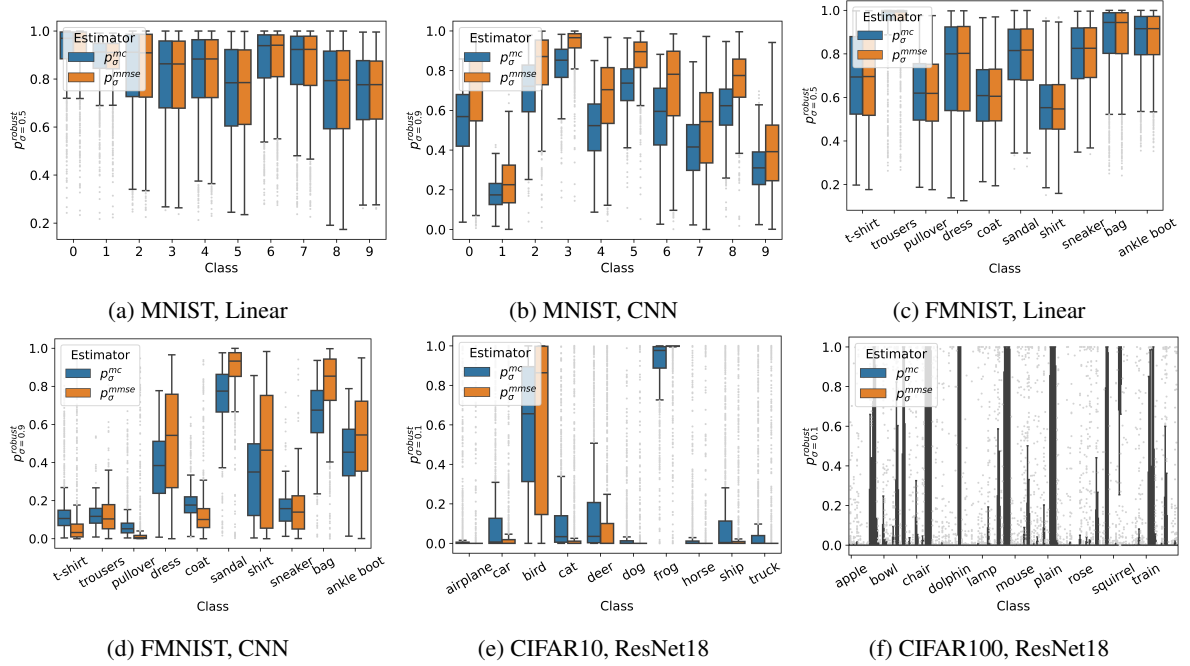 1.0
0.8
0.6
0.4
0.2
Estimator
p_σ^{mc}
p_σ^{mmse}
p^{robust}_{σ=0.5}
0 1 2 3 4 5 6 7 8 9
Class
(a) MNIST, Linear
1.0
0.8
0.6
0.4
0.2
0.0
Estimator
p_σ^{mc}
p_σ^{mmse}
p^{robust}_{σ=0.9}
0 1 2 3 4 5 6 7 8 9
Class
(b) MNIST, CNN
1.0
0.8
0.6
0.4
0.2
Estimator
p_σ^{mc}
p_σ^{mmse}
p^{robust}_{σ=0.5}
t-shirt trousers pullover dress coat sandal shirt sneaker bag ankle boot
Class
(c) FMNIST, Linear
1.0
0.8
0.6
0.4
0.2
0.0
Estimator
p_σ^{mc}
p_σ^{mmse}
p^{robust}_{σ=0.9}
t-shirt trousers pullover dress coat sandal shirt sneaker bag ankle boot
Class
(d) FMNIST, CNN
1.0
0.8
0.6
0.4
0.2
0.0
Estimator
p_σ^{mc}
p_σ^{mmse}
p^{robust}_{σ=0.1}
airplane car bird cat deer dog frog horse ship truck
Class
(e) CIFAR10, ResNet18
1.0
0.8
0.6
0.4
0.2
0.0
Estimator
p_σ^{mc}
p_σ^{mmse}
p^{robust}_{σ=0.1}
apple bowl chair dolphin lamp mouse plain rose squirrel train
Class
(f) CIFAR100, ResNet18